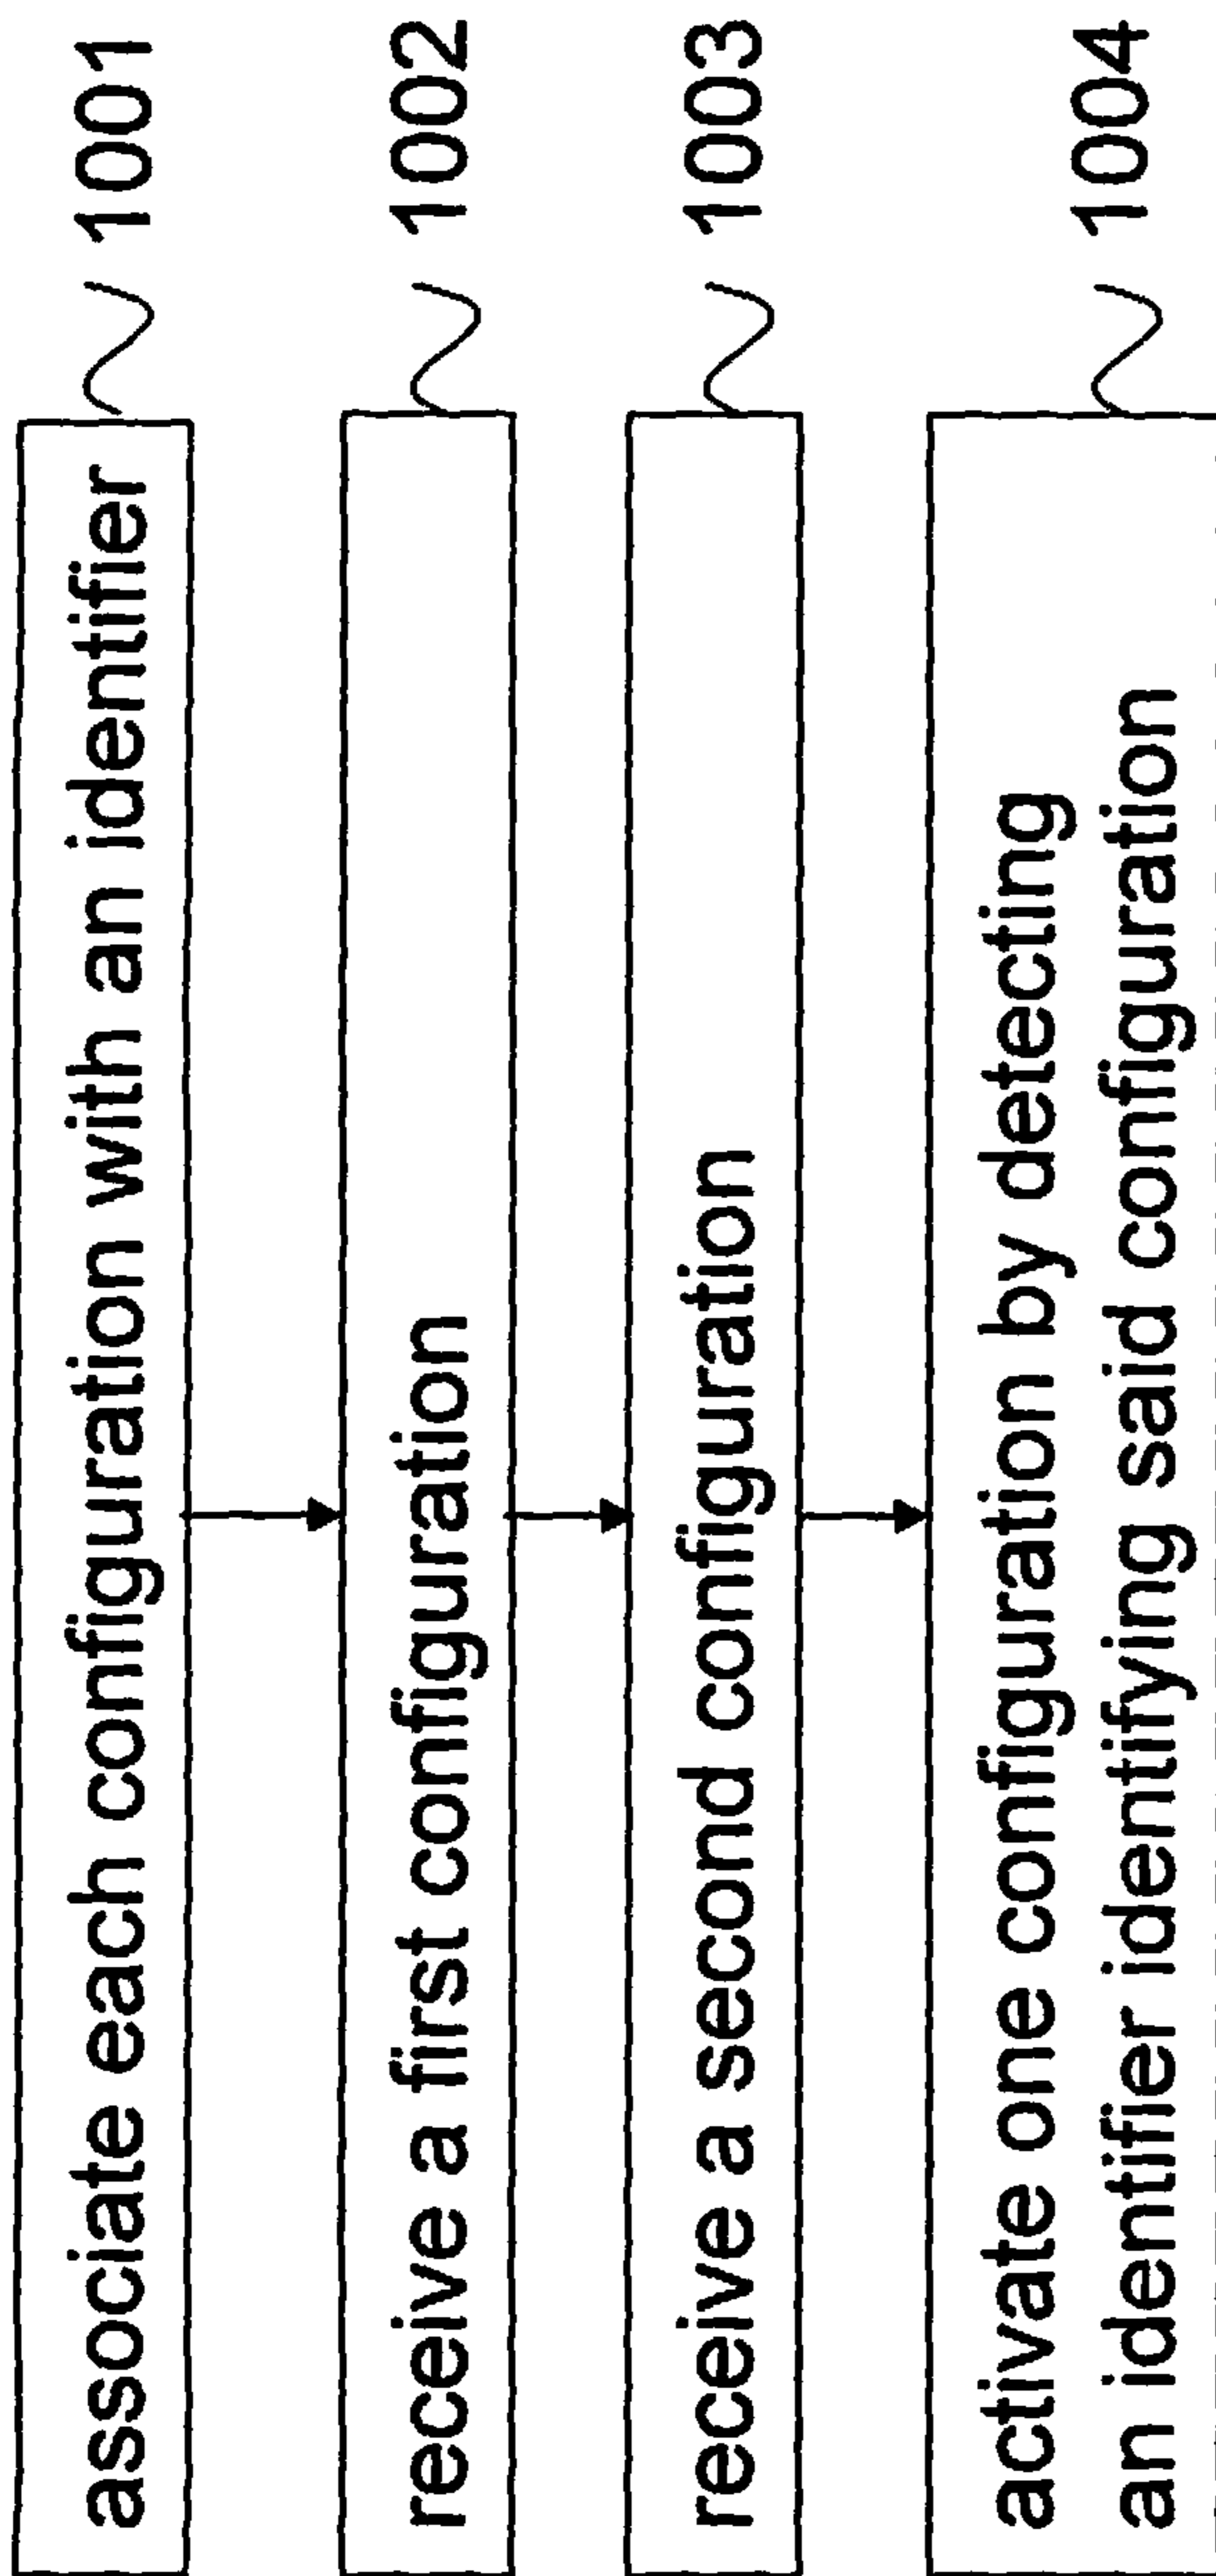 associate each configuration with an identifier 1001
receive a first configuration 1002
receive a second configuration 1003
activate one configuration by detecting
an identifier identifying said configuration 1004